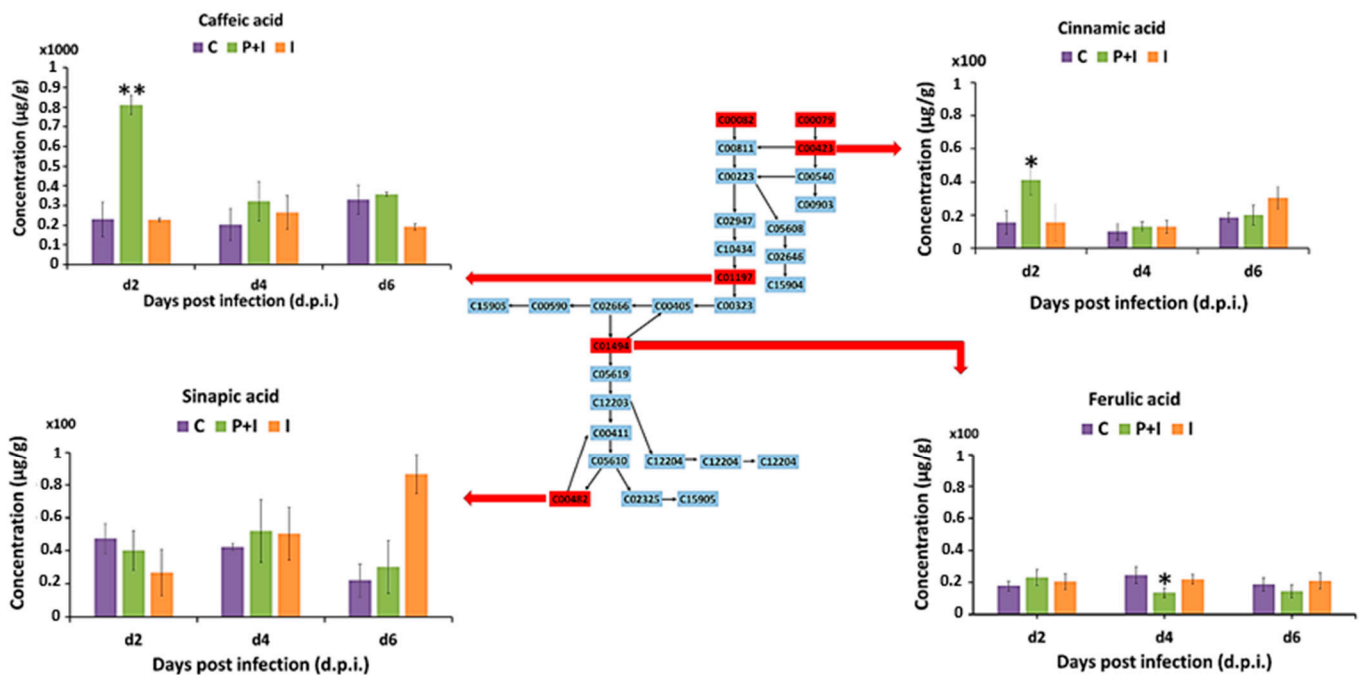 Caffeic acid
C P+I I
x1000
Concentration (µg/g)
1
0.9
0.8
0.7
0.6
0.5
0.4
0.3
0.2
0.1
0
**
d2 d4 d6
Days post infection (d.p.i.)
Cinnamic acid
C P+I I
x100
Concentration (µg/g)
1
0.8
0.6
0.4
0.2
0
*
d2 d4 d6
Days post infection (d.p.i.)
C00082 C00079
C00811 C00423
C00223 C00540
C00903
C02947 C05608
C10434 C02646
C01197 C15904
C15905 C00590 C02666 C00405 C00323
C01494
C05619
C12203
C00411
C05610 C12204 C12204 C12204
C00482 C02325 C15905
Sinapic acid
C P+I I
x100
Concentration (µg/g)
1
0.8
0.6
0.4
0.2
0
d2 d4 d6
Days post infection (d.p.i.)
Ferulic acid
C P+I I
x100
Concentration (µg/g)
1
0.8
0.6
0.4
0.2
0
*
d2 d4 d6
Days post infection (d.p.i.)